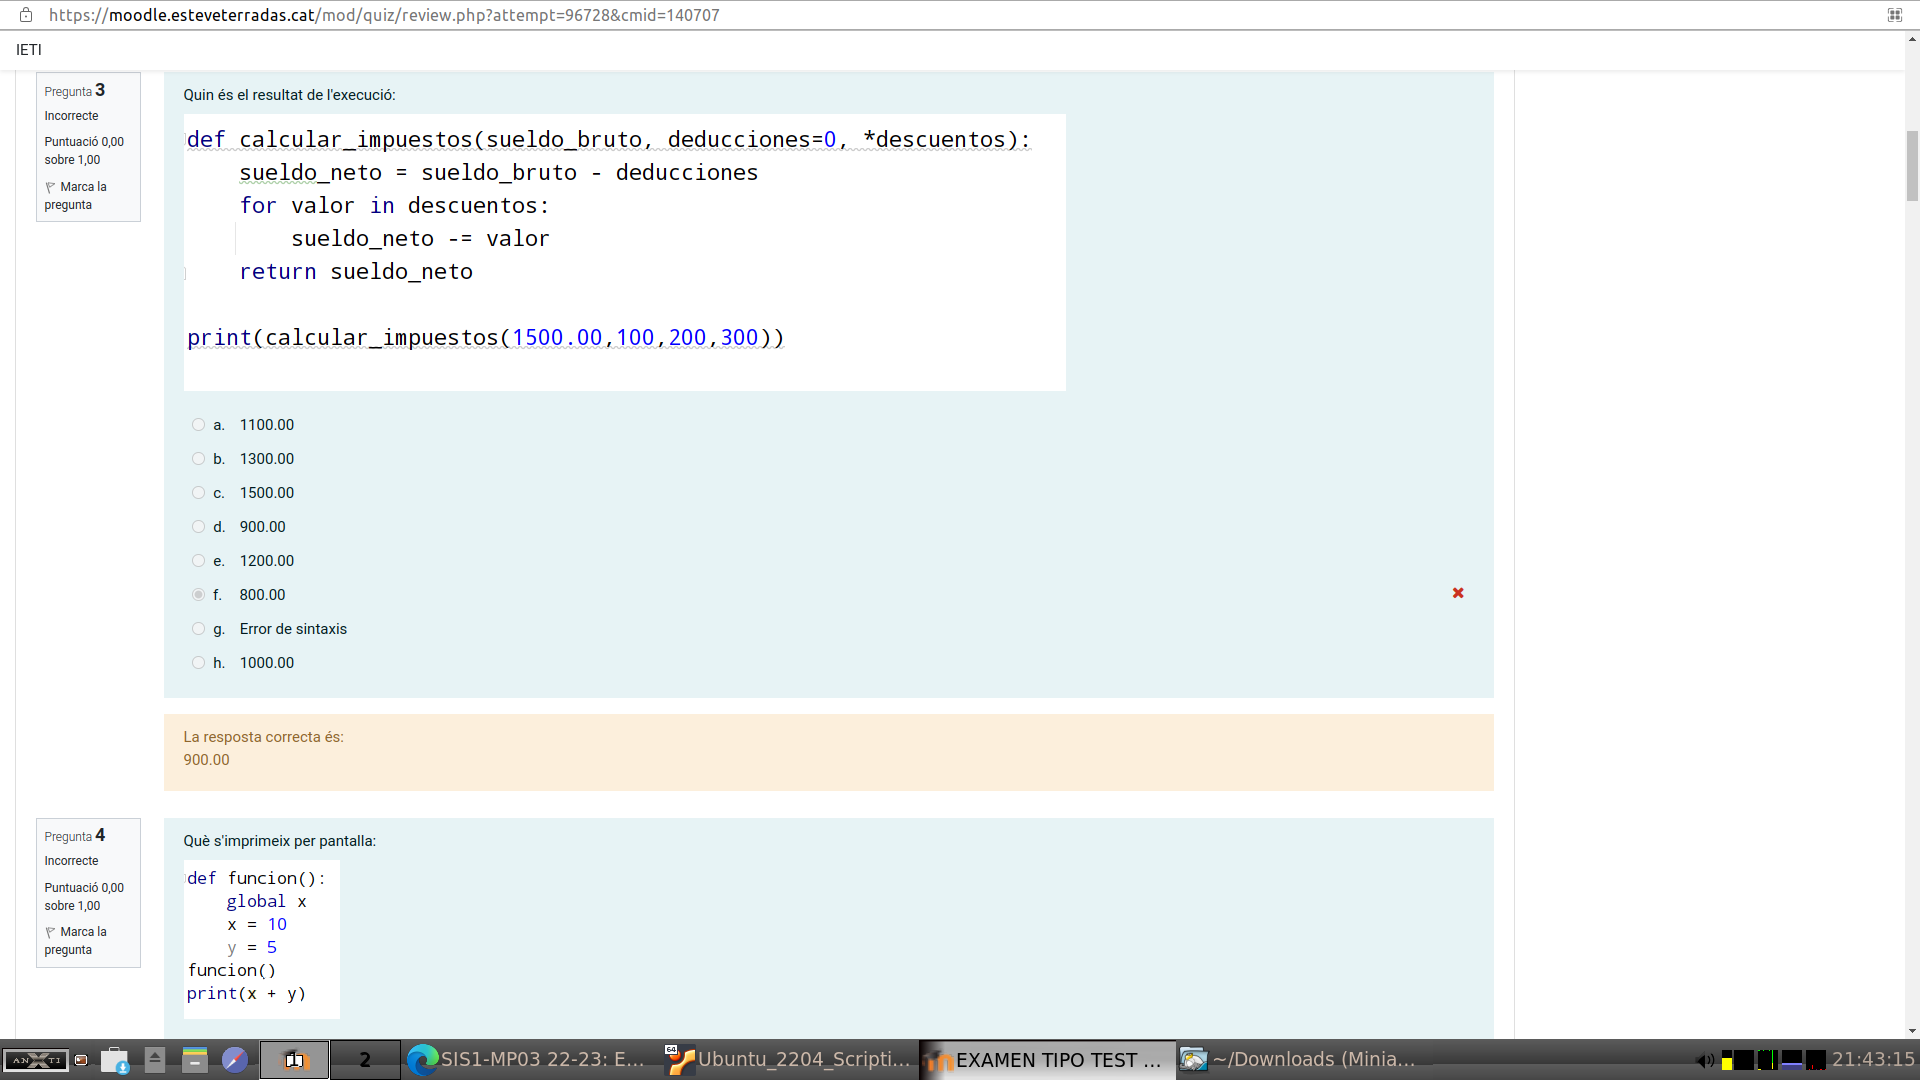 https://moodle.esteveterradas.cat/mod/quiz/review.php?attempt=96728&cmid=140707
IETI
Pregunta 3
Incorrecte
Puntuació 0,00
sobre 1,00
Marca la
pregunta
Quin és el resultat de l'execució:
def calcular_impuestos(sueldo_bruto, deducciones=0, *descuentos):
    sueldo_neto = sueldo_bruto - deducciones
    for valor in descuentos:
        sueldo_neto -= valor
    return sueldo_neto
print(calcular_impuestos(1500.00,100,200,300))
a. 1100.00
b. 1300.00
c. 1500.00
d. 900.00
e. 1200.00
f. 800.00
g. Error de sintaxis
h. 1000.00
La resposta correcta és:
900.00
Pregunta 4
Incorrecte
Puntuació 0,00
sobre 1,00
Marca la
pregunta
Què s'imprimeix per pantalla:
def funcion():
    global x
    x = 10
    y = 5
funcion()
print(x + y)
ANXTI
1
2
SIS1-MP03 22-23: E...
64
Ubuntu_2204_Scripti...
EXAMEN TIPO TEST ...
~/Downloads (Minia...
21:43:15